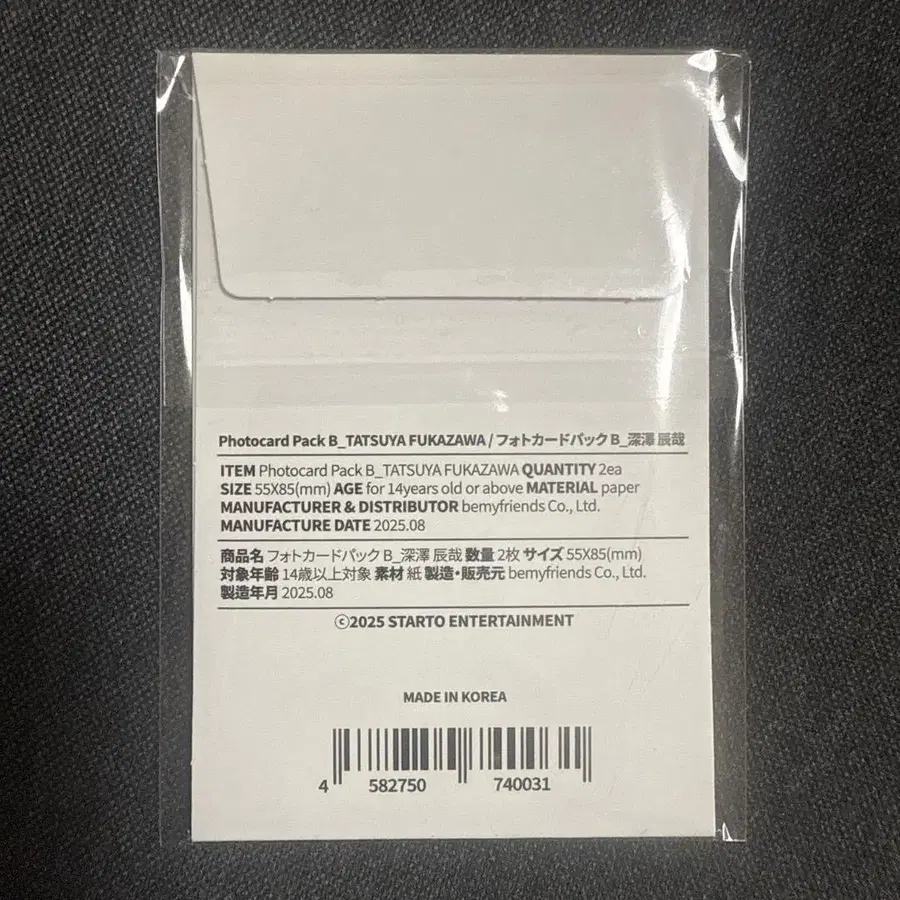 Photocard Pack B_TATSUYA FUKAZAWA / フォトカードパック B_深澤 辰哉
ITEM Photocard Pack B_TATSUYA FUKAZAWA QUANTITY 2ea
SIZE 55X85(mm) AGE for 14years old or above MATERIAL paper
MANUFACTURER & DISTRIBUTOR bemyfriends Co., Ltd.
MANUFACTURE DATE 2025.08
商品名 フォトカードパック B_深澤 辰哉 数量 2枚 サイズ 55X85(mm)
対象年齢 14歳以上対象 素材 紙 製造・販売元 bemyfriends Co., Ltd.
製造年月 2025.08
ⓒ2025 STARTO ENTERTAINMENT
MADE IN KOREA
4 582750 740031